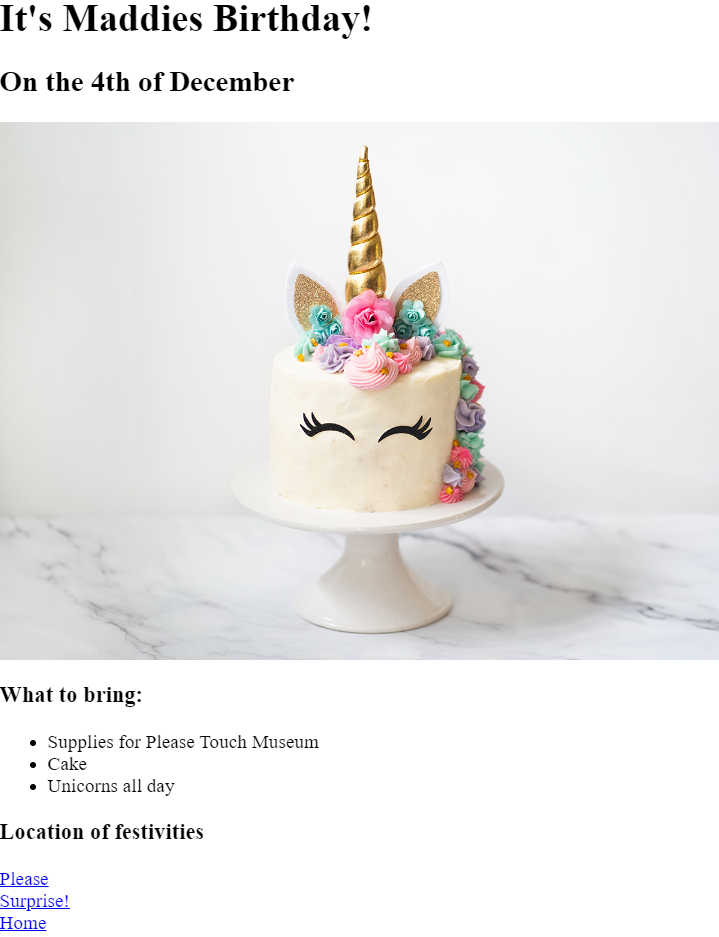 It's Maddies Birthday!
On the 4th of December
What to bring:
Supplies for Please Touch Museum
Cake
Unicorns all day
Location of festivities
Please
Surprise!
Home